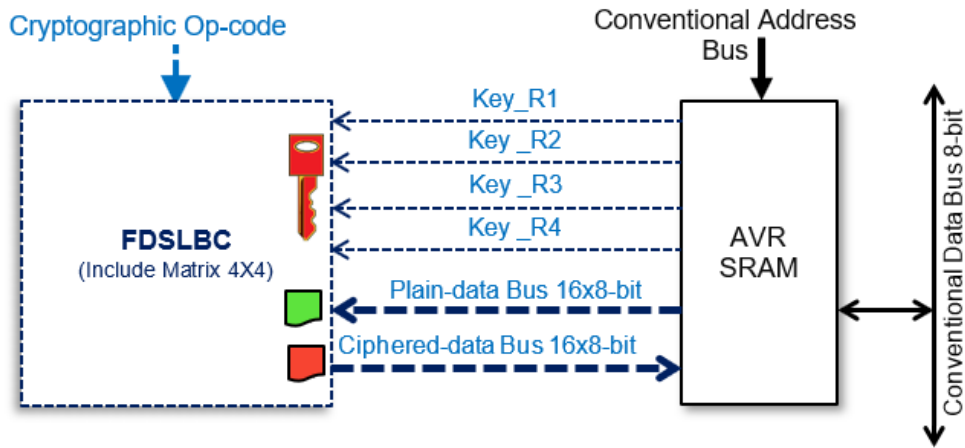 Cryptographic Op-code
Conventional Address
Bus
Key_R1
Key _R2
Key _R3
Key _R4
FDSLBC
(Include Matrix 4X4)
AVR
SRAM
Plain-data Bus 16x8-bit
Ciphered-data Bus 16x8-bit
Conventional Data Bus 8-bit